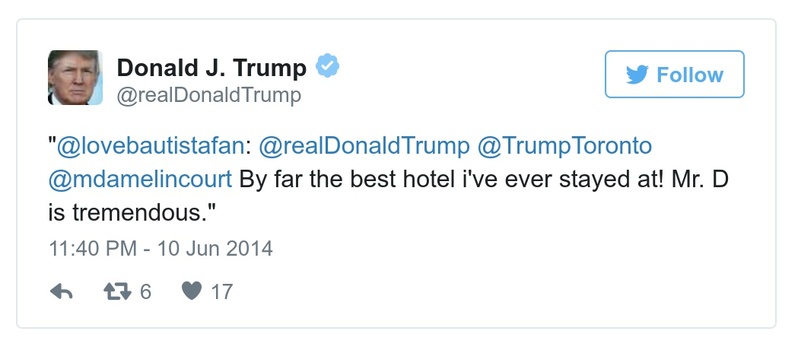 Donald J. Trump
@realDonaldTrump
Follow
"@lovebautistafan: @realDonaldTrump @TrumpToronto
@mdamelincourt By far the best hotel i've ever stayed at! Mr. D
is tremendous."
11:40 PM - 10 Jun 2014
6 17